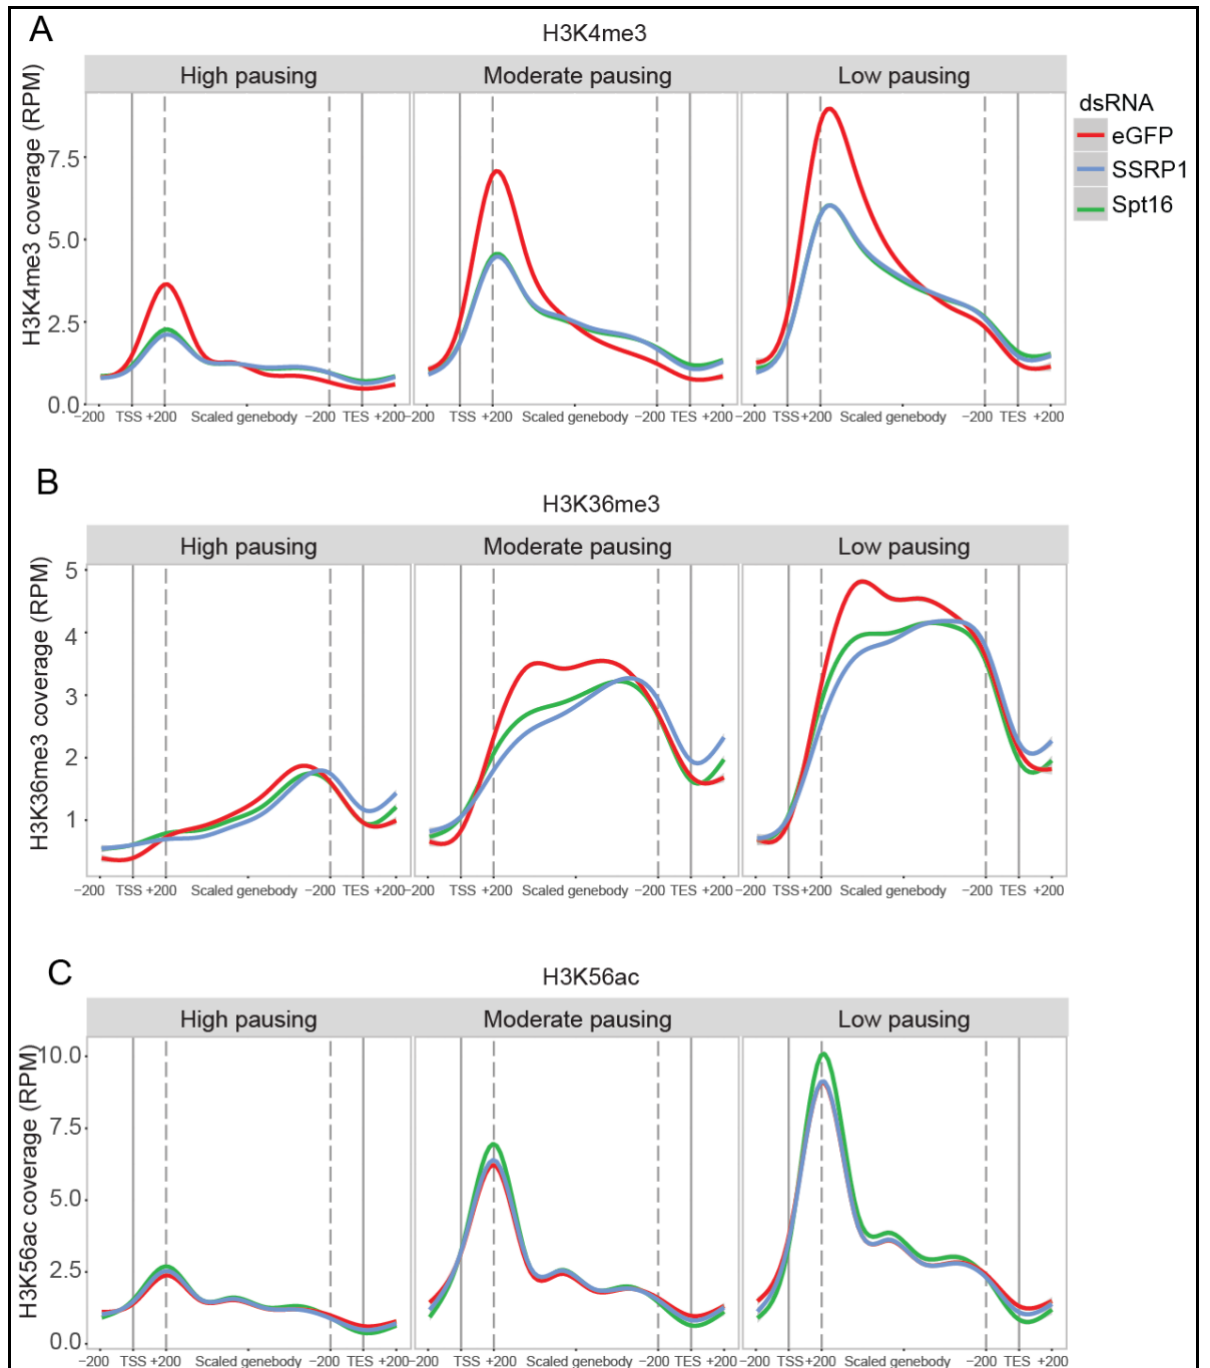 A
H3K4me3
High pausing
Moderate pausing
Low pausing
H3K4me3 coverage (RPM)
7.5
5.0
2.5
0.0
dsRNA
eGFP
SSRP1
Spt16
−200 TSS +200 Scaled genebody −200 TES +200
−200 TSS +200 Scaled genebody −200 TES +200
−200 TSS +200 Scaled genebody −200 TES +200
B
H3K36me3
High pausing
Moderate pausing
Low pausing
H3K36me3 coverage (RPM)
5
4
3
2
1
−200 TSS +200 Scaled genebody −200 TES +200
−200 TSS +200 Scaled genebody −200 TES +200
−200 TSS +200 Scaled genebody −200 TES +200
C
H3K56ac
High pausing
Moderate pausing
Low pausing
H3K56ac coverage (RPM)
10.0
7.5
5.0
2.5
0.0
−200 TSS +200 Scaled genebody −200 TES +200
−200 TSS +200 Scaled genebody −200 TES +200
−200 TSS +200 Scaled genebody −200 TES +200